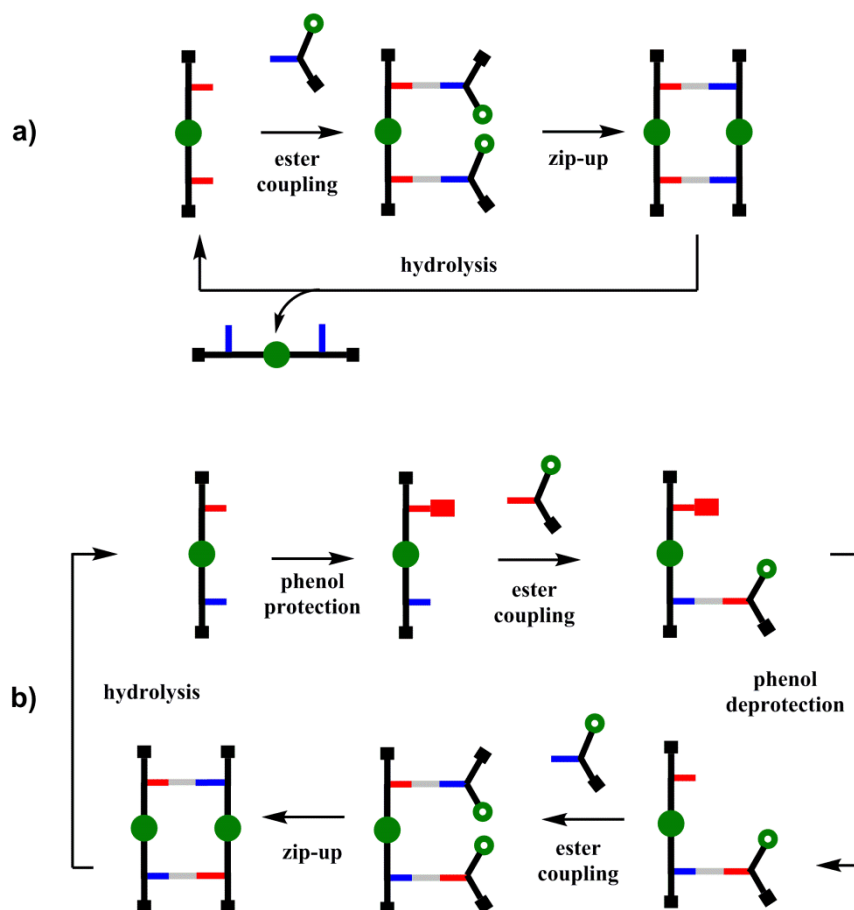 a)
ester
coupling
zip-up
hydrolysis
phenol
protection
ester
coupling
b)
hydrolysis
phenol
deprotection
zip-up
ester
coupling